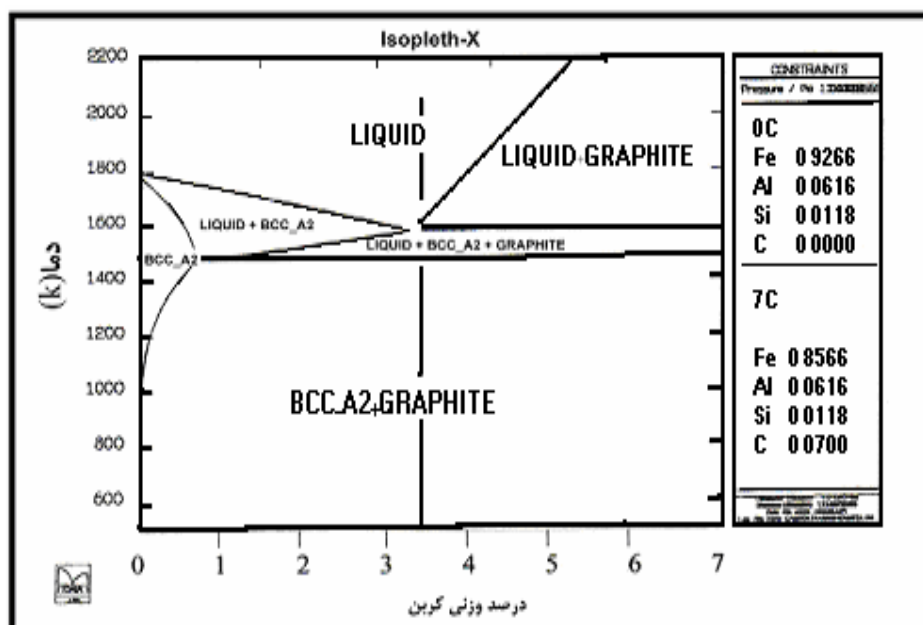 Isopleth-X
2200
2000
1800
1600
1400
1200
1000
800
600
دما(k)
LIQUID
LIQUID+GRAPHITE
LIQUID + BCC_A2
LIQUID + BCC_A2 + GRAPHITE
BCC_A2
BCC_A2+GRAPHITE
0 1 2 3 4 5 6 7
درصد وزنی کربن
CONSTRAINTS
Pressure / Pa
0C
Fe 0 9266
Al 0 0616
Si 0 0118
C 0 0000
7C
Fe 0 8566
Al 0 0616
Si 0 0118
C 0 0700